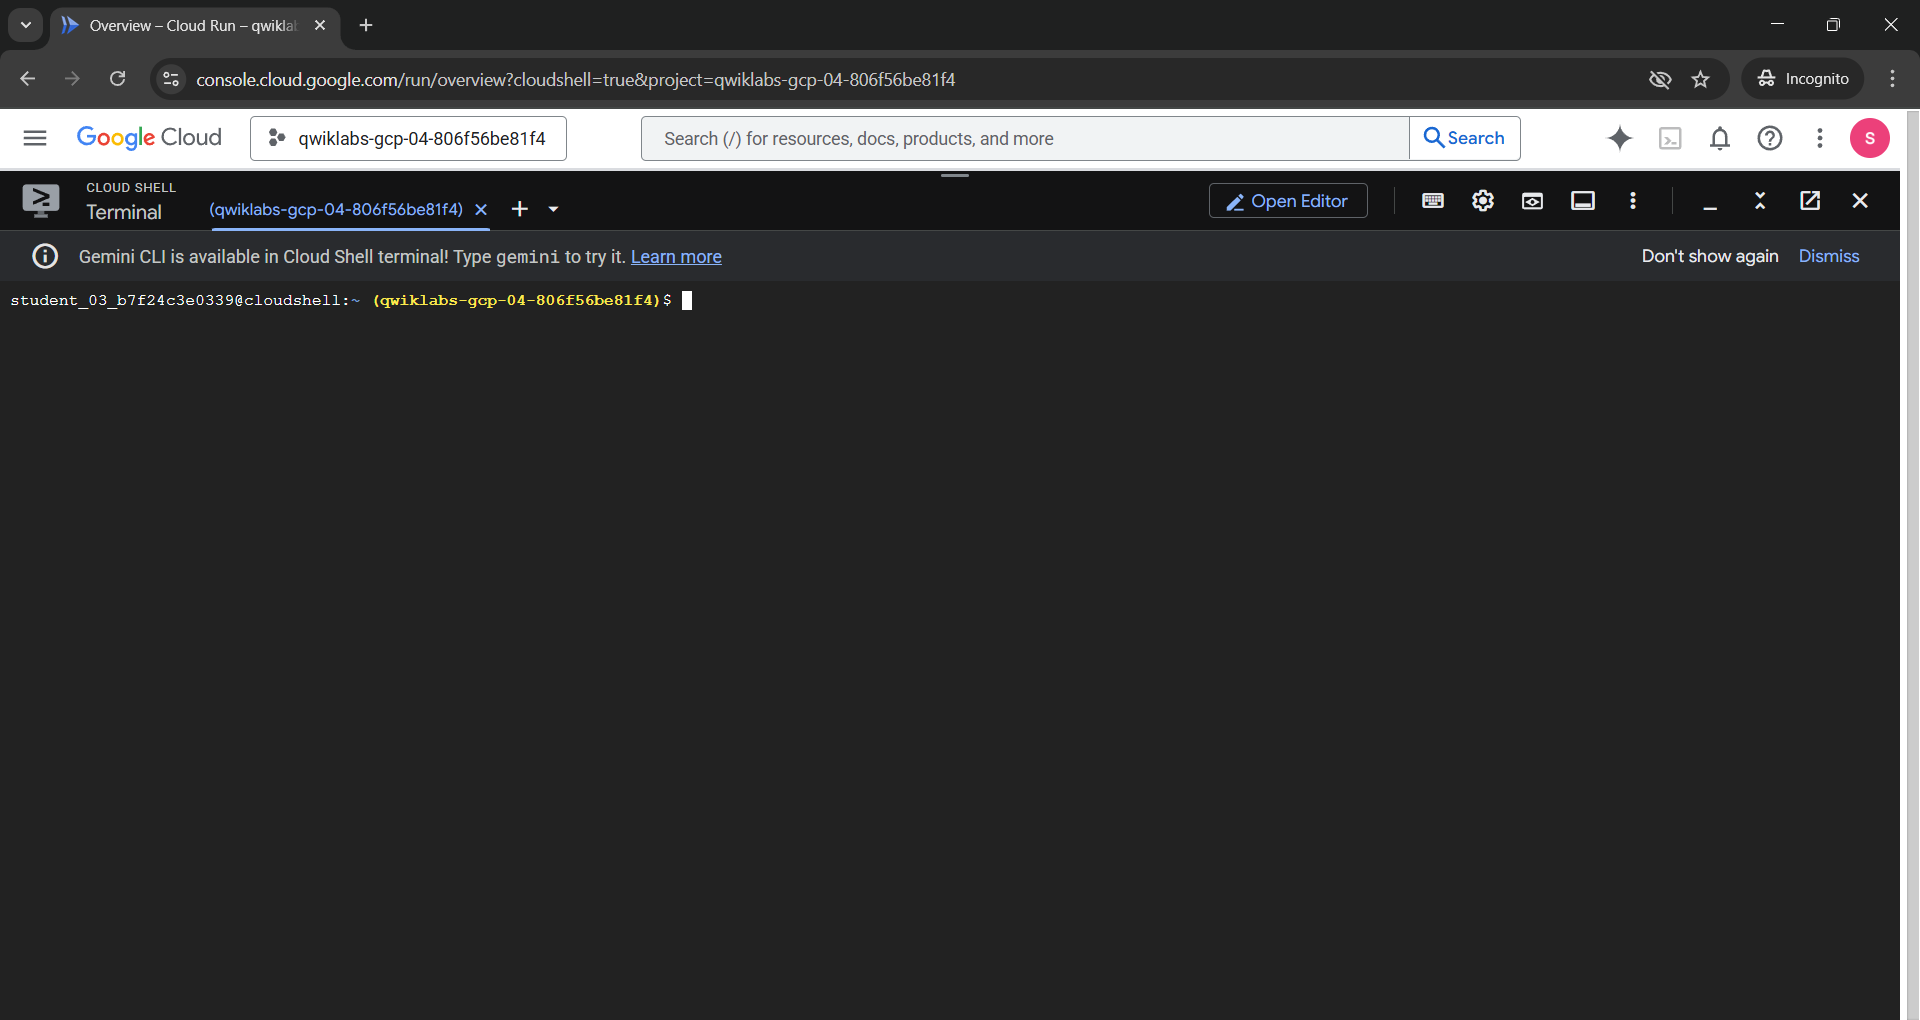 Overview – Cloud Run – qwikla
console.cloud.google.com/run/overview?cloudshell=true&project=qwiklabs-gcp-04-806f56be81f4
Incognito
Google Cloud
qwiklabs-gcp-04-806f56be81f4
Search (/) for resources, docs, products, and more
Search
S
CLOUD SHELL
Terminal
(qwiklabs-gcp-04-806f56be81f4)
Open Editor
Gemini CLI is available in Cloud Shell terminal! Type gemini to try it. Learn more
Don't show again
Dismiss
student_03_b7f24c3e0339@cloudshell:~ (qwiklabs-gcp-04-806f56be81f4)$